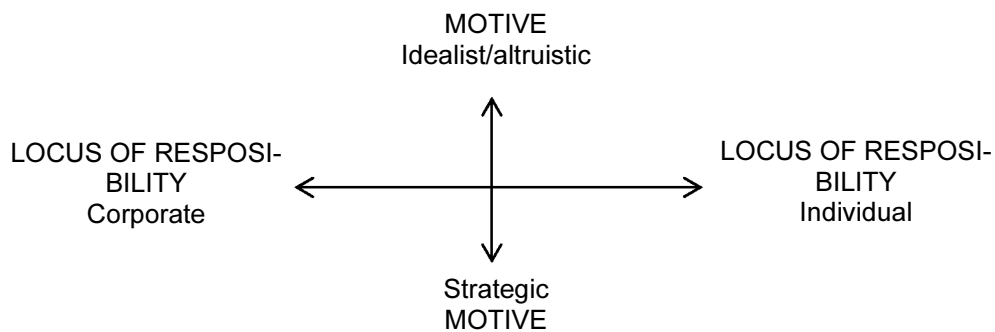 MOTIVE
Idealist/altruistic
LOCUS OF RESPOSI-
BILITY
Corporate
LOCUS OF RESPOSI-
BILITY
Individual
Strategic
MOTIVE